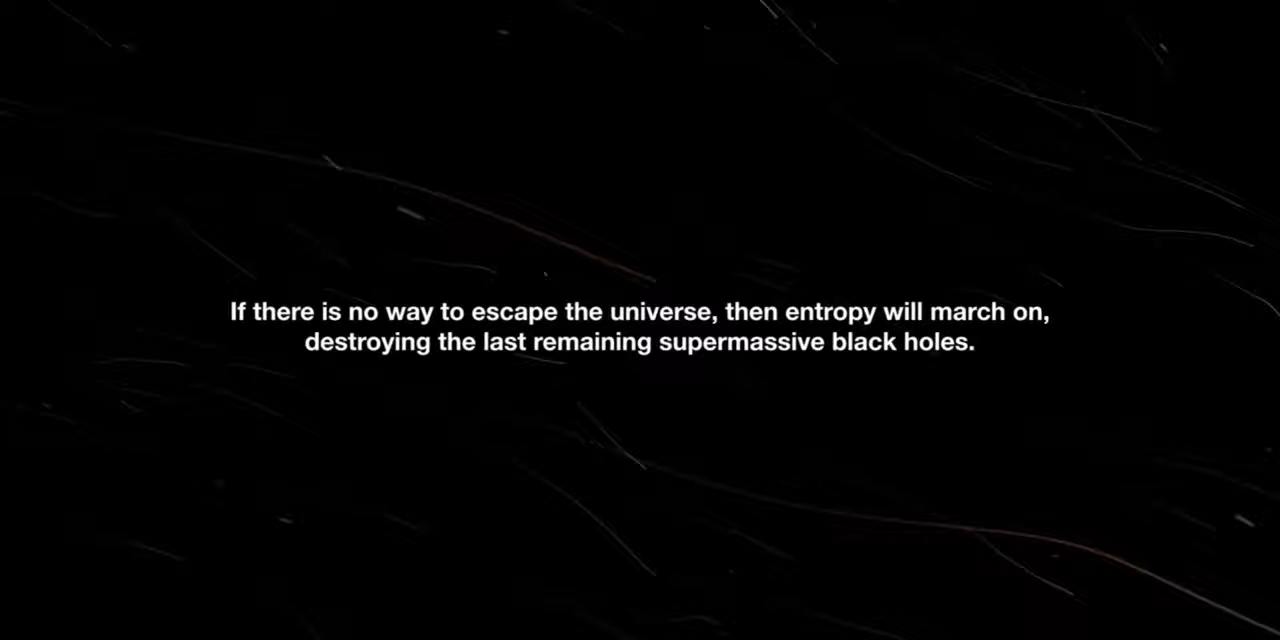 If there is no way to escape the universe, then entropy will march on,
destroying the last remaining supermassive black holes.